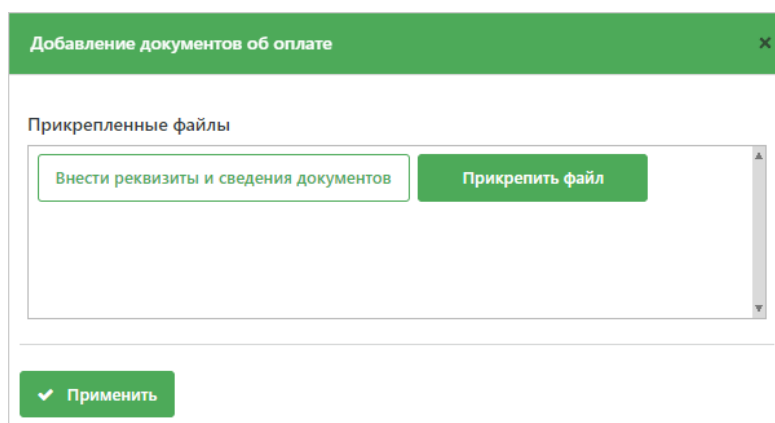 Добавление документов об оплате
Прикрепленные файлы
Внести реквизиты и сведения документов Прикрепить файл
Применить